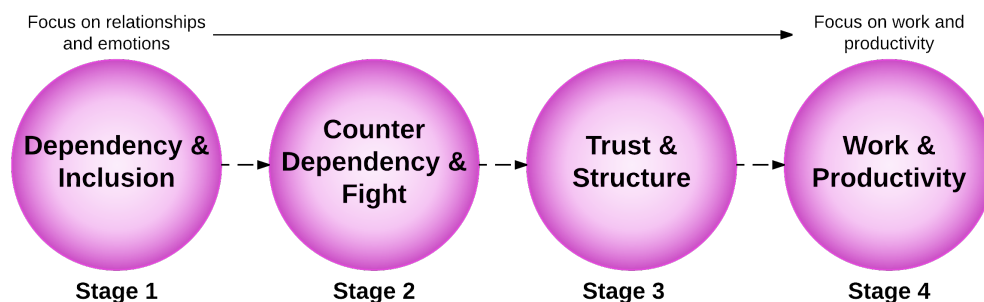 Focus on relationships
and emotions
Focus on work and
productivity
Dependency &
Inclusion
Counter
Dependency &
Fight
Trust &
Structure
Work &
Productivity
Stage 1
Stage 2
Stage 3
Stage 4